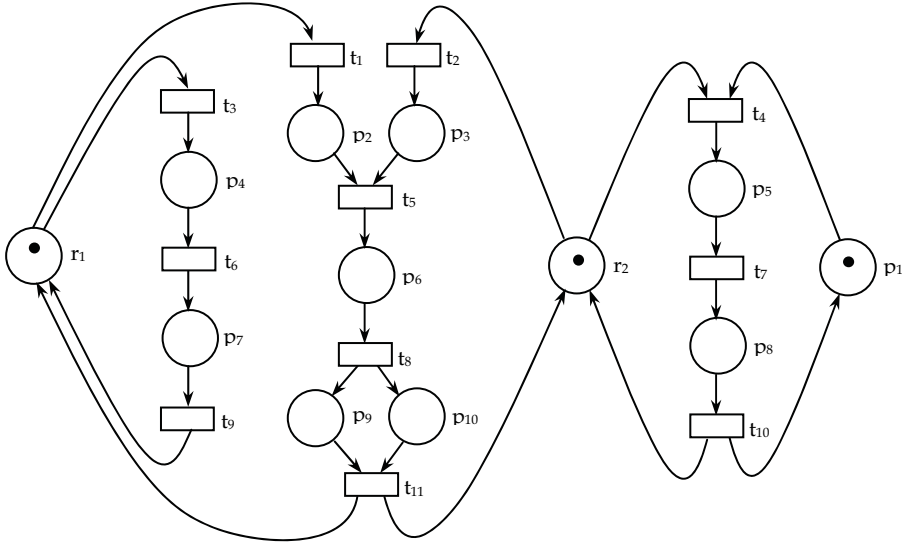 t₁
t₂
t₃
t₄
p₂
p₃
p₄
p₅
t₅
r₁
t₆
p₆
r₂
t₇
p₁
p₇
p₈
t₈
t₉
p₉
p₁₀
t₁₀
t₁₁